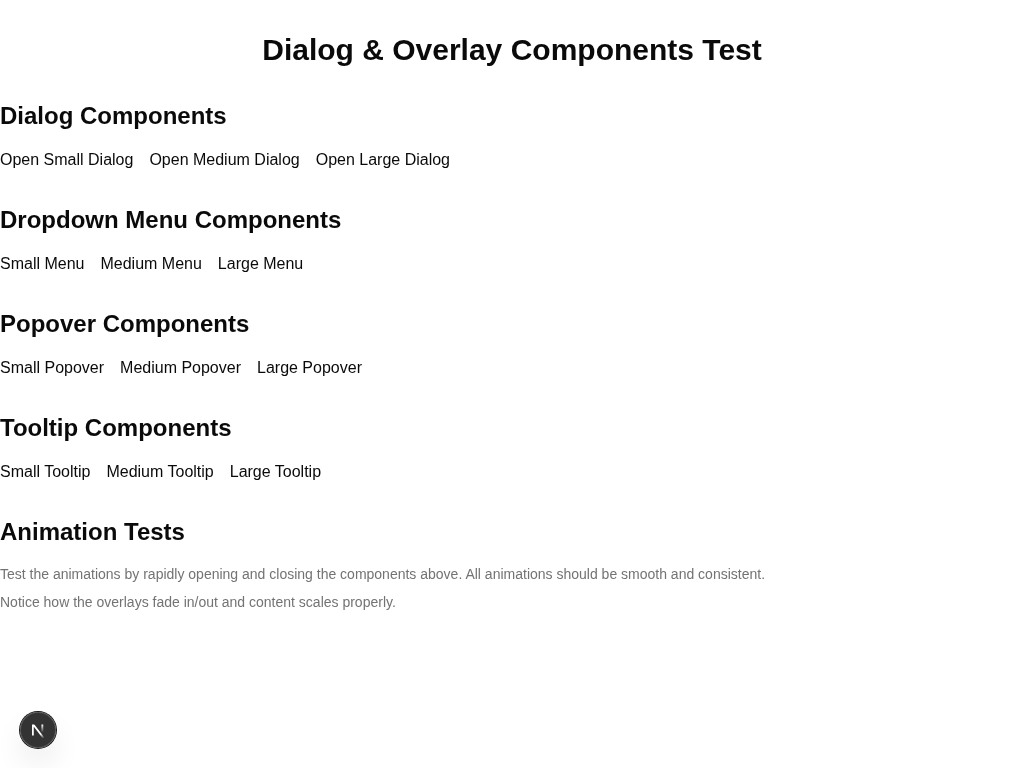 Dialog & Overlay Components Test
Dialog Components
Open Small Dialog Open Medium Dialog Open Large Dialog
Dropdown Menu Components
Small Menu Medium Menu Large Menu
Popover Components
Small Popover Medium Popover Large Popover
Tooltip Components
Small Tooltip Medium Tooltip Large Tooltip
Animation Tests
Test the animations by rapidly opening and closing the components above. All animations should be smooth and consistent.
Notice how the overlays fade in/out and content scales properly.
N